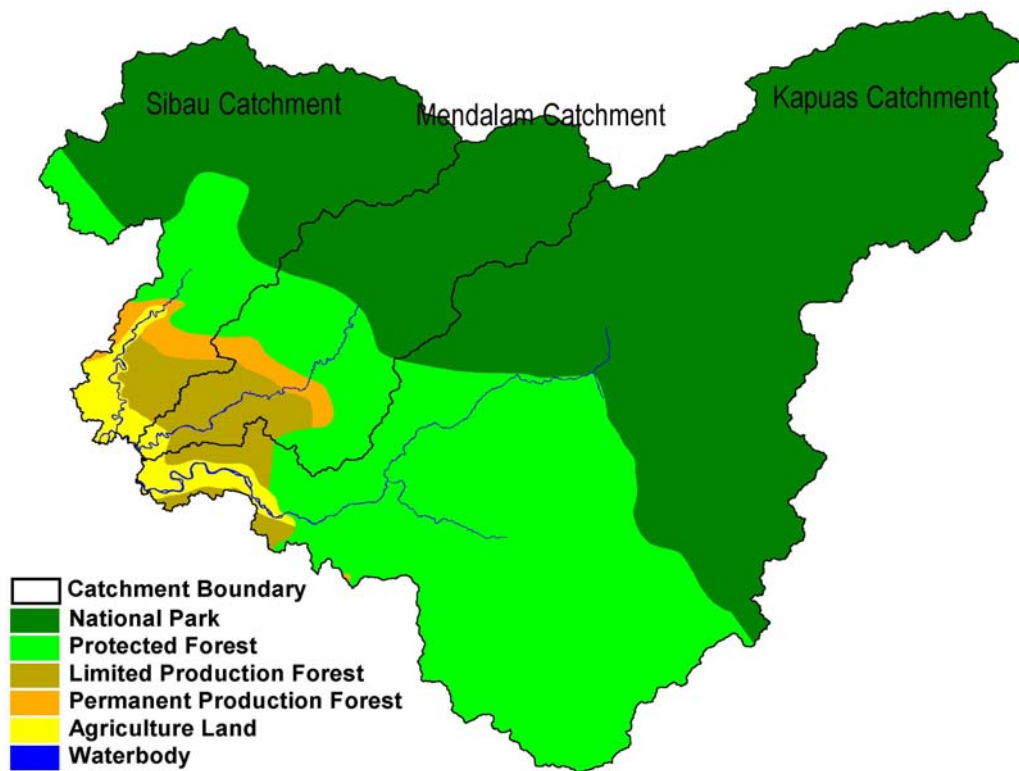 Sibau Catchment
Mendalam Catchment
Kapuas Catchment
Catchment Boundary
National Park
Protected Forest
Limited Production Forest
Permanent Production Forest
Agriculture Land
Waterbody